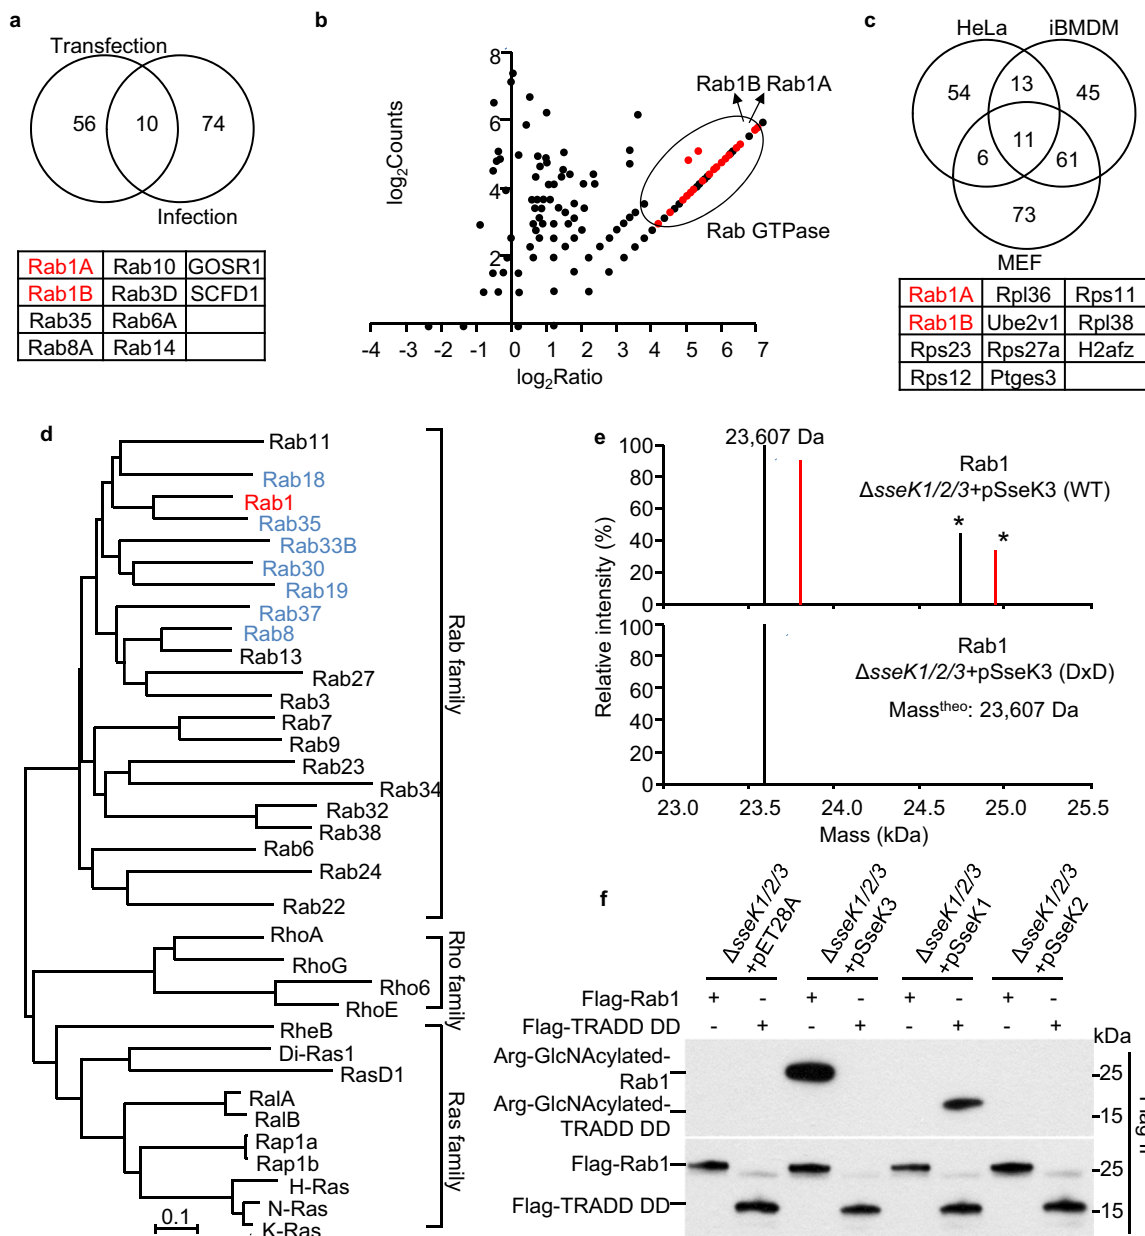 a
Transfection
56
10
74
Infection
Rab1A Rab10 GOSR1
Rab1B Rab3D SCFD1
Rab35 Rab6A
Rab8A Rab14
b
log2Counts
8
6
4
2
-4 -3 -2 -1 0 1 2 3 4 5 6 7
log2Ratio
Rab1B Rab1A
Rab GTPase
c
HeLa
iBMDM
54
13
45
11
6
61
73
MEF
Rab1A Rpl36 Rps11
Rab1B Ube2v1 Rpl38
Rps23 Rps27a H2afz
Rps12 Ptges3
d
Rab11
Rab18
Rab1
Rab35
Rab33B
Rab30
Rab19
Rab37
Rab8
Rab13
Rab27
Rab3
Rab7
Rab9
Rab23
Rab34
Rab32
Rab38
Rab6
Rab24
Rab22
Rab family
RhoA
RhoG
Rho6
RhoE
Rho family
RheB
Di-Ras1
RasD1
RalA
RalB
Rap1a
Rap1b
H-Ras
N-Ras
K-Ras
Ras family
0.1
e
Relative intensity (%)
100
80
60
40
20
0
23,607 Da
Rab1
ΔsseK1/2/3+pSseK3 (WT)
* *
100
80
60
40
20
0
Rab1
ΔsseK1/2/3+pSseK3 (DxD)
Mass^theo: 23,607 Da
23.0 23.5 24.0 24.5 25.0 25.5
Mass (kDa)
f
ΔsseK1/2/3
+pET28A
ΔsseK1/2/3
+pSseK3
ΔsseK1/2/3
+pSseK1
ΔsseK1/2/3
+pSseK2
Flag-Rab1 + - + - + - + -
Flag-TRADD DD - + - + - + - +
kDa
Arg-GlcNAcylated-
Rab1
25
Arg-GlcNAcylated-
TRADD DD
15
Flag-Rab1
25
Flag-TRADD DD
15